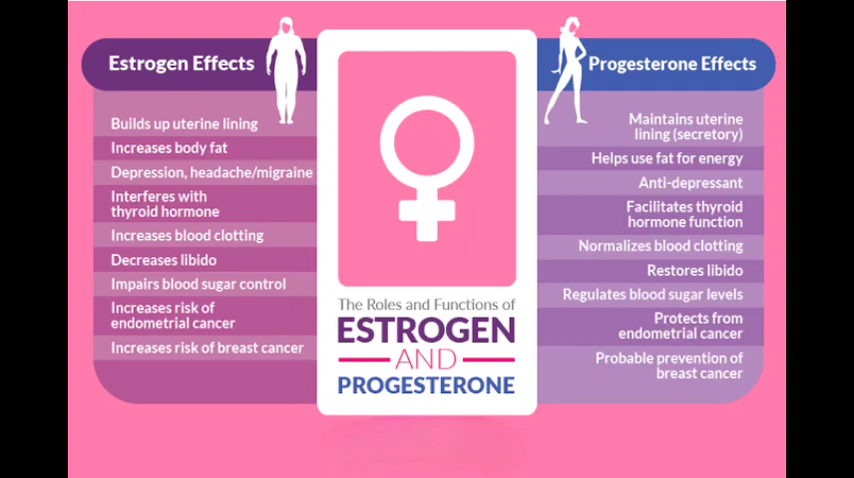 Estrogen Effects
Builds up uterine lining
Increases body fat
Depression, headache/migraine
Interferes with
thyroid hormone
Increases blood clotting
Decreases libido
Impairs blood sugar control
Increases risk of
endometrial cancer
Increases risk of breast cancer
The Roles and Functions of
ESTROGEN
AND
PROGESTERONE
Progesterone Effects
Maintains uterine
lining (secretory)
Helps use fat for energy
Anti-depressant
Facilitates thyroid
hormone function
Normalizes blood clotting
Restores libido
Regulates blood sugar levels
Protects from
endometrial cancer
Probable prevention of
breast cancer